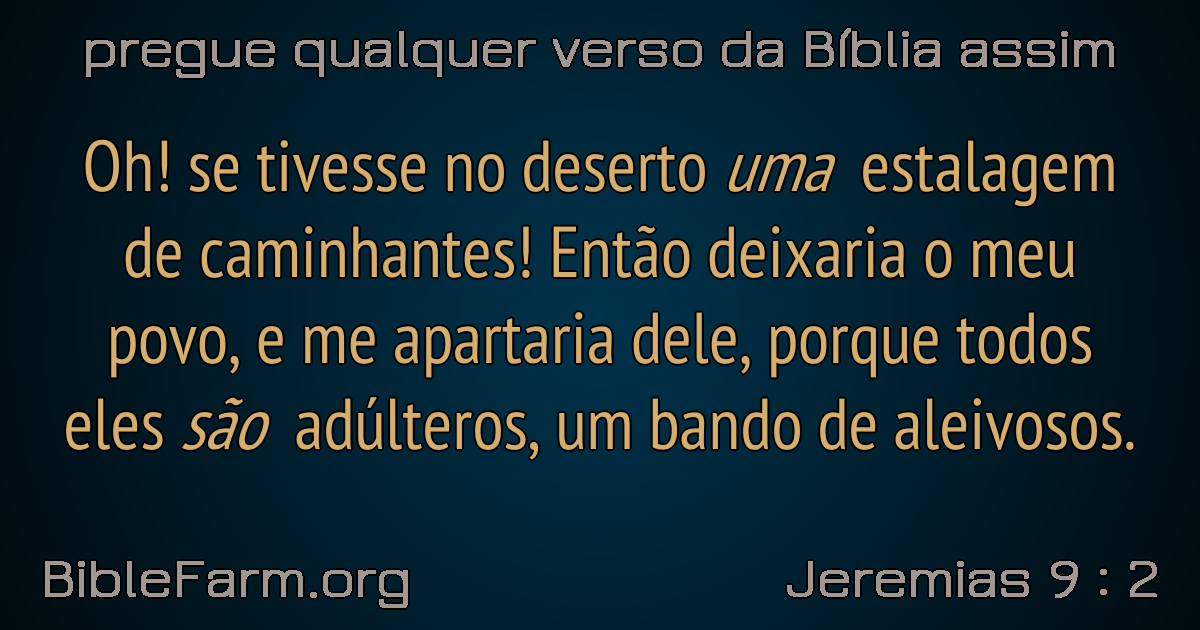 pregue qualquer verso da Bíblia assim
Oh! se tivesse no deserto uma estalagem
de caminhantes! Então deixaria o meu
povo, e me apartaria dele, porque todos
eles são adúlteros, um bando de aleivosos.
BibleFarm.org
Jeremias 9 : 2